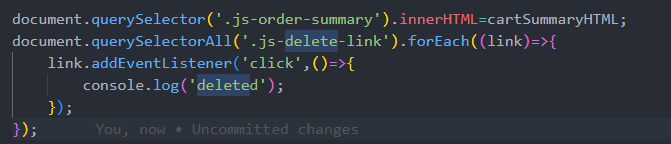 document.querySelector('.js-order-summary').innerHTML=cartSummaryHTML;
document.querySelectorAll('.js-delete-link').forEach((link)=>{
    link.addEventListener('click',()=>{
        console.log('deleted');
    });
});        You, now • Uncommitted changes